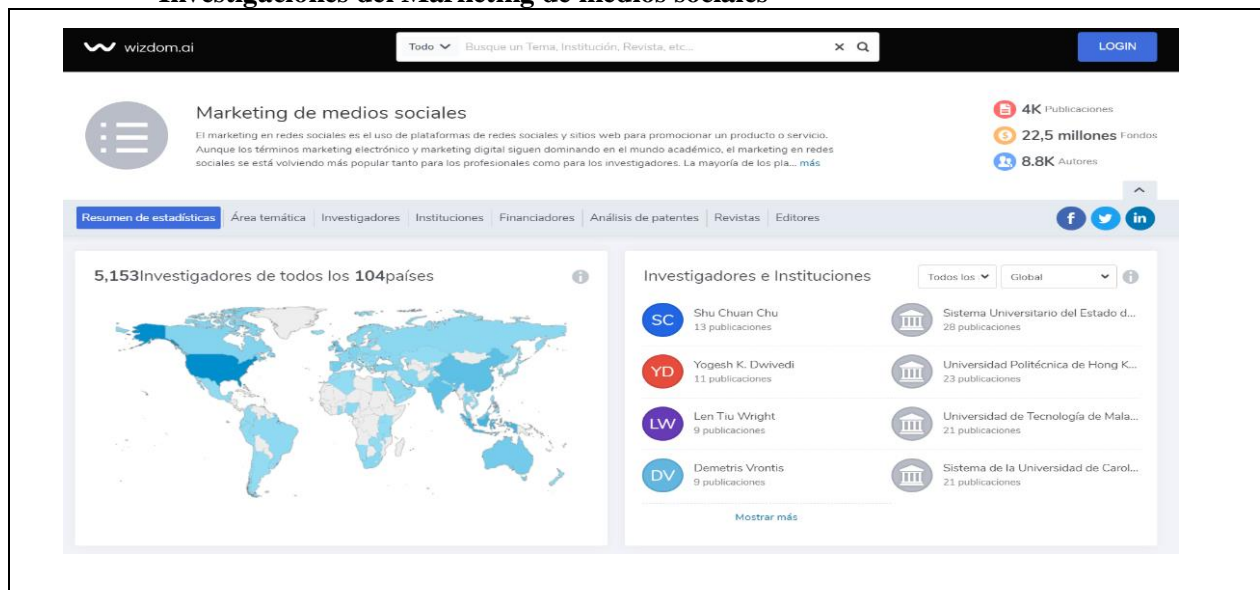 Investigaciones del Marketing de medios sociales
wizdom.ai
Todo
Busque un Tema, Institución, Revista, etc...
LOGIN
Marketing de medios sociales
El marketing en redes sociales es el uso de plataformas de redes sociales y sitios web para promocionar un producto o servicio.
Aunque los términos marketing electrónico y marketing digital siguen dominando en el mundo académico, el marketing en redes
sociales se está volviendo más popular tanto para los profesionales como para los investigadores. La mayoría de los pla... más
4K Publicaciones
22,5 millones Fondos
8.8K Autores
Resumen de estadísticas Área temática Investigadores Instituciones Financiadores Análisis de patentes Revistas Editores
f in
5,153Investigadores de todos los 104países
Investigadores e Instituciones
Todos los
Global
SC
Shu Chuan Chu
13 publicaciones
Sistema Universitario del Estado d...
28 publicaciones
YD
Yogesh K. Dwivedi
11 publicaciones
Universidad Politécnica de Hong K...
23 publicaciones
LW
Len Tiu Wright
9 publicaciones
Universidad de Tecnología de Mala...
21 publicaciones
DV
Demetris Vrontis
9 publicaciones
Sistema de la Universidad de Carol...
21 publicaciones
Mostrar más